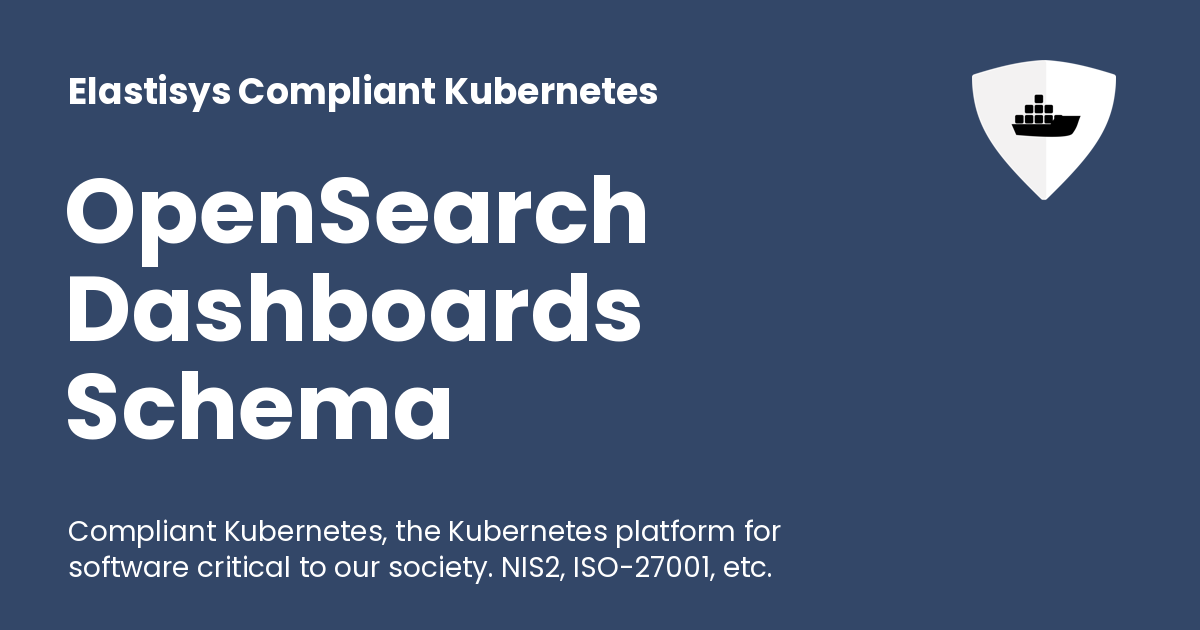 Elastisys Compliant Kubernetes
OpenSearch
Dashboards
Schema
Compliant Kubernetes, the Kubernetes platform for
software critical to our society. NIS2, ISO-27001, etc.